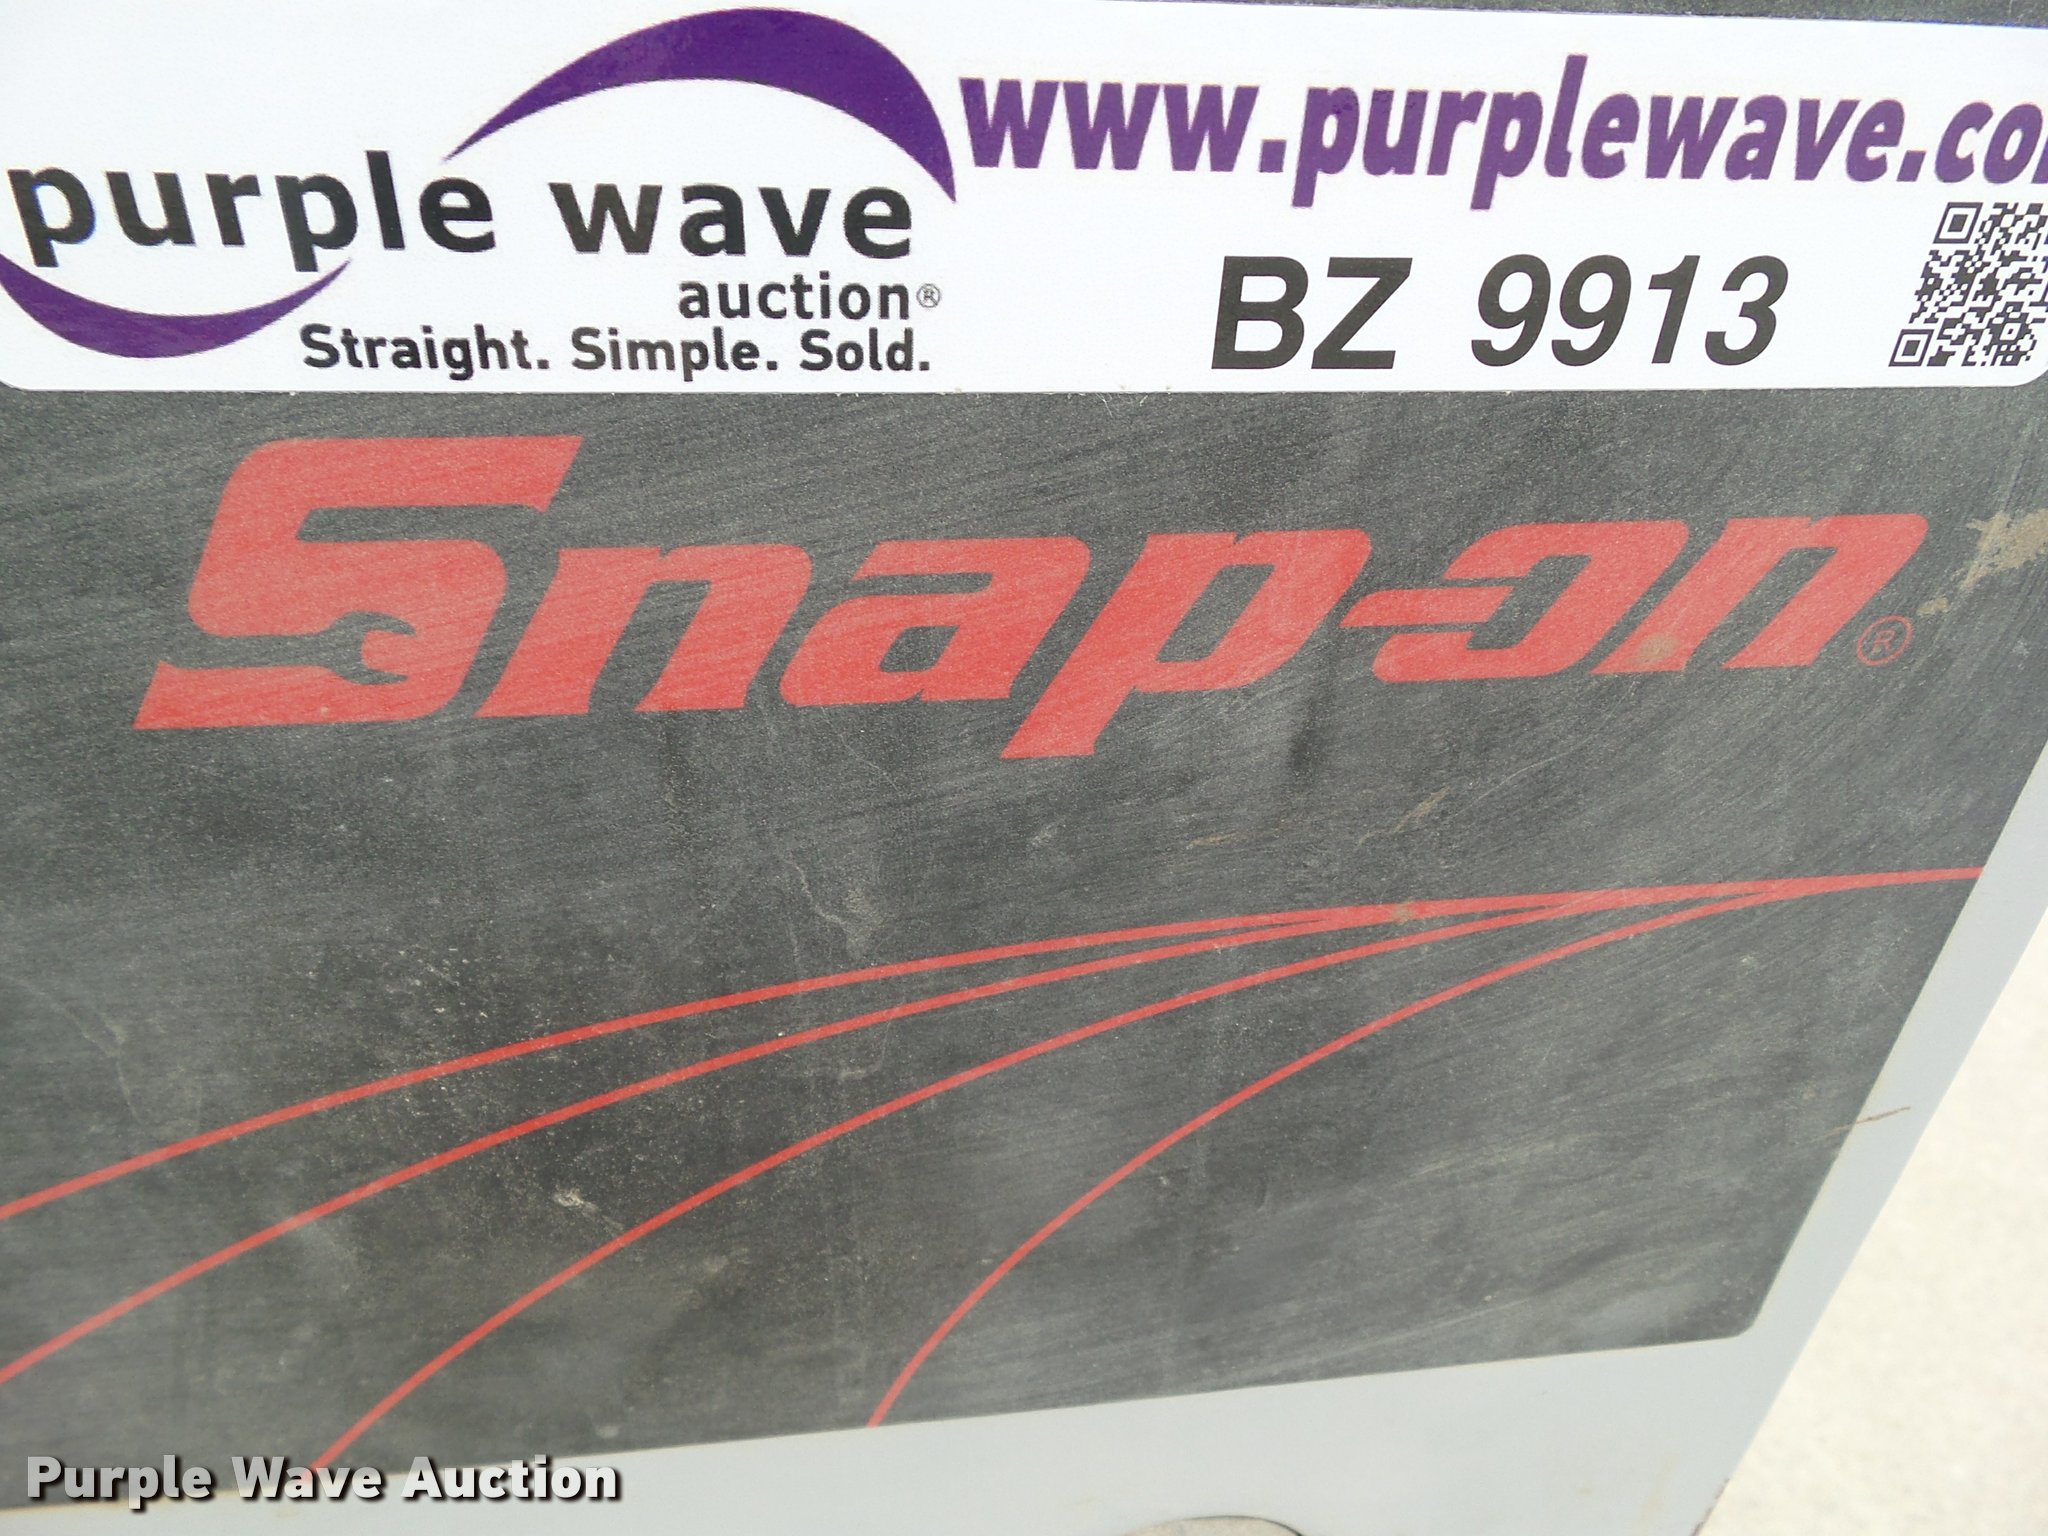 www.purplewave.co
purple wave
auction®
Straight. Simple. Sold.
BZ 9913
Snap-on®
Purple Wave Auction